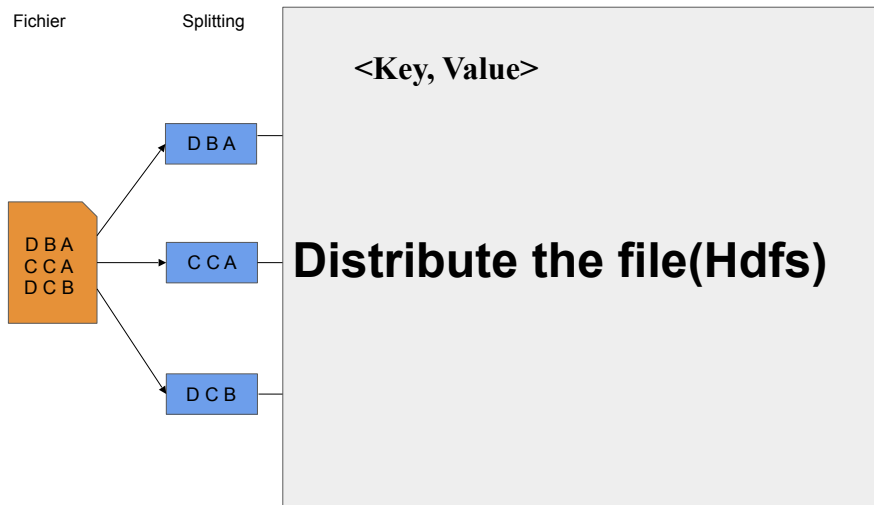 Fichier
Splitting
<Key, Value>
D B A
D B A
C C A
D C B
C C A
Distribute the file(Hdfs)
D C B